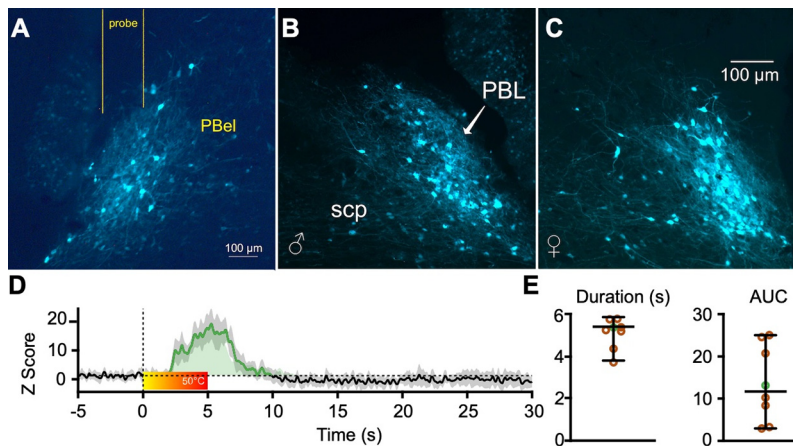 A
probe
PBel
100 µm
B
PBL
scp
♂
C
100 µm
♀
D
Z Score
20
10
0
50°C
-5 0 5 10 15 20 25 30
Time (s)
E
Duration (s)
6
4
2
0
AUC
30
20
10
0